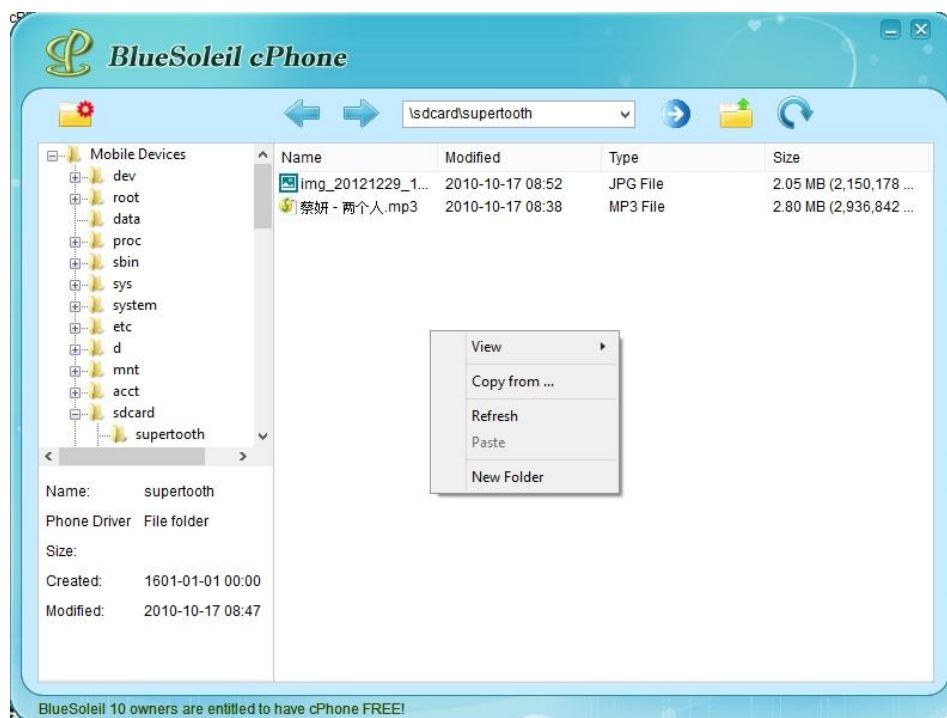 BlueSoleil cPhone
\sdcard\supertooth
Mobile Devices
dev
root
data
proc
sbin
sys
system
etc
d
mnt
acct
sdcard
supertooth
Name Modified Type Size
img_20121229_1... 2010-10-17 08:52 JPG File 2.05 MB (2,150,178 ...
蔡妍 - 两个人.mp3 2010-10-17 08:38 MP3 File 2.80 MB (2,936,842 ...
View
Copy from ...
Refresh
Paste
New Folder
Name: supertooth
Phone Driver File folder
Size:
Created: 1601-01-01 00:00
Modified: 2010-10-17 08:47
BlueSoleil 10 owners are entitled to have cPhone FREE!